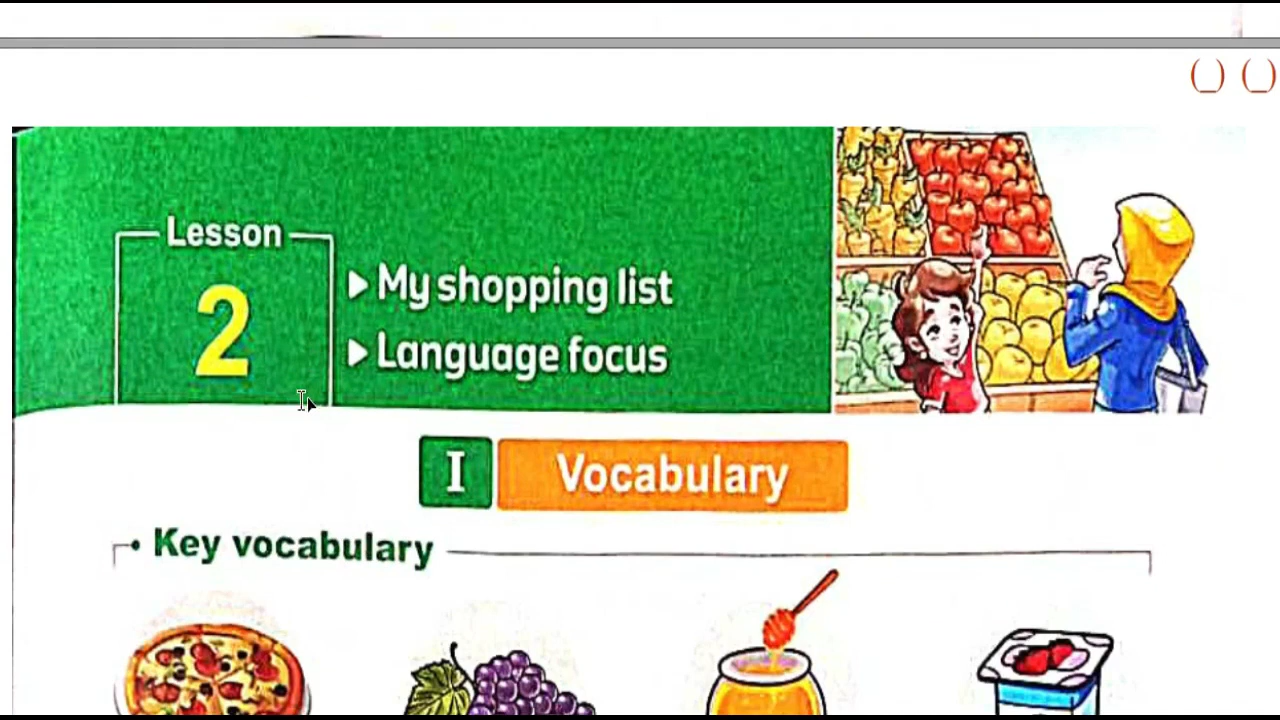 (_) (_)
Lesson
2
My shopping list
Language focus
I Vocabulary
• Key vocabulary